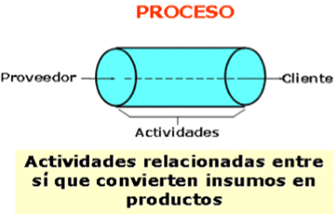 PROCESO
Proveedor
Cliente
Actividades
Actividades relacionadas entre
sí que convierten insumos en
productos